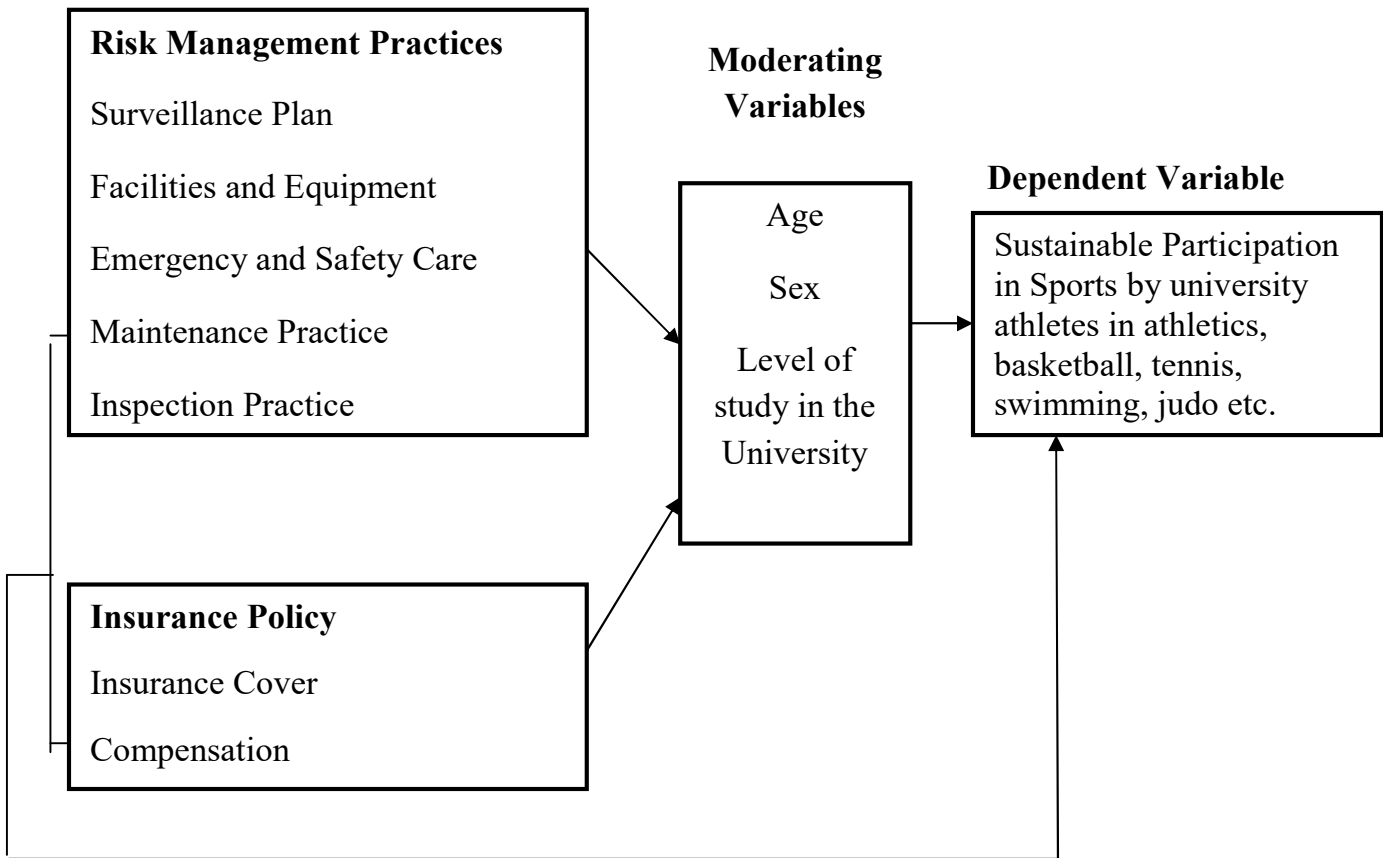 Risk Management Practices
Surveillance Plan
Facilities and Equipment
Emergency and Safety Care
Maintenance Practice
Inspection Practice
Insurance Policy
Insurance Cover
Compensation
Moderating
Variables
Age
Sex
Level of
study in the
University
Dependent Variable
Sustainable Participation
in Sports by university
athletes in athletics,
basketball, tennis,
swimming, judo etc.